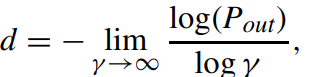 d = − lim_{γ→∞} log(P_{out}) / log γ ,